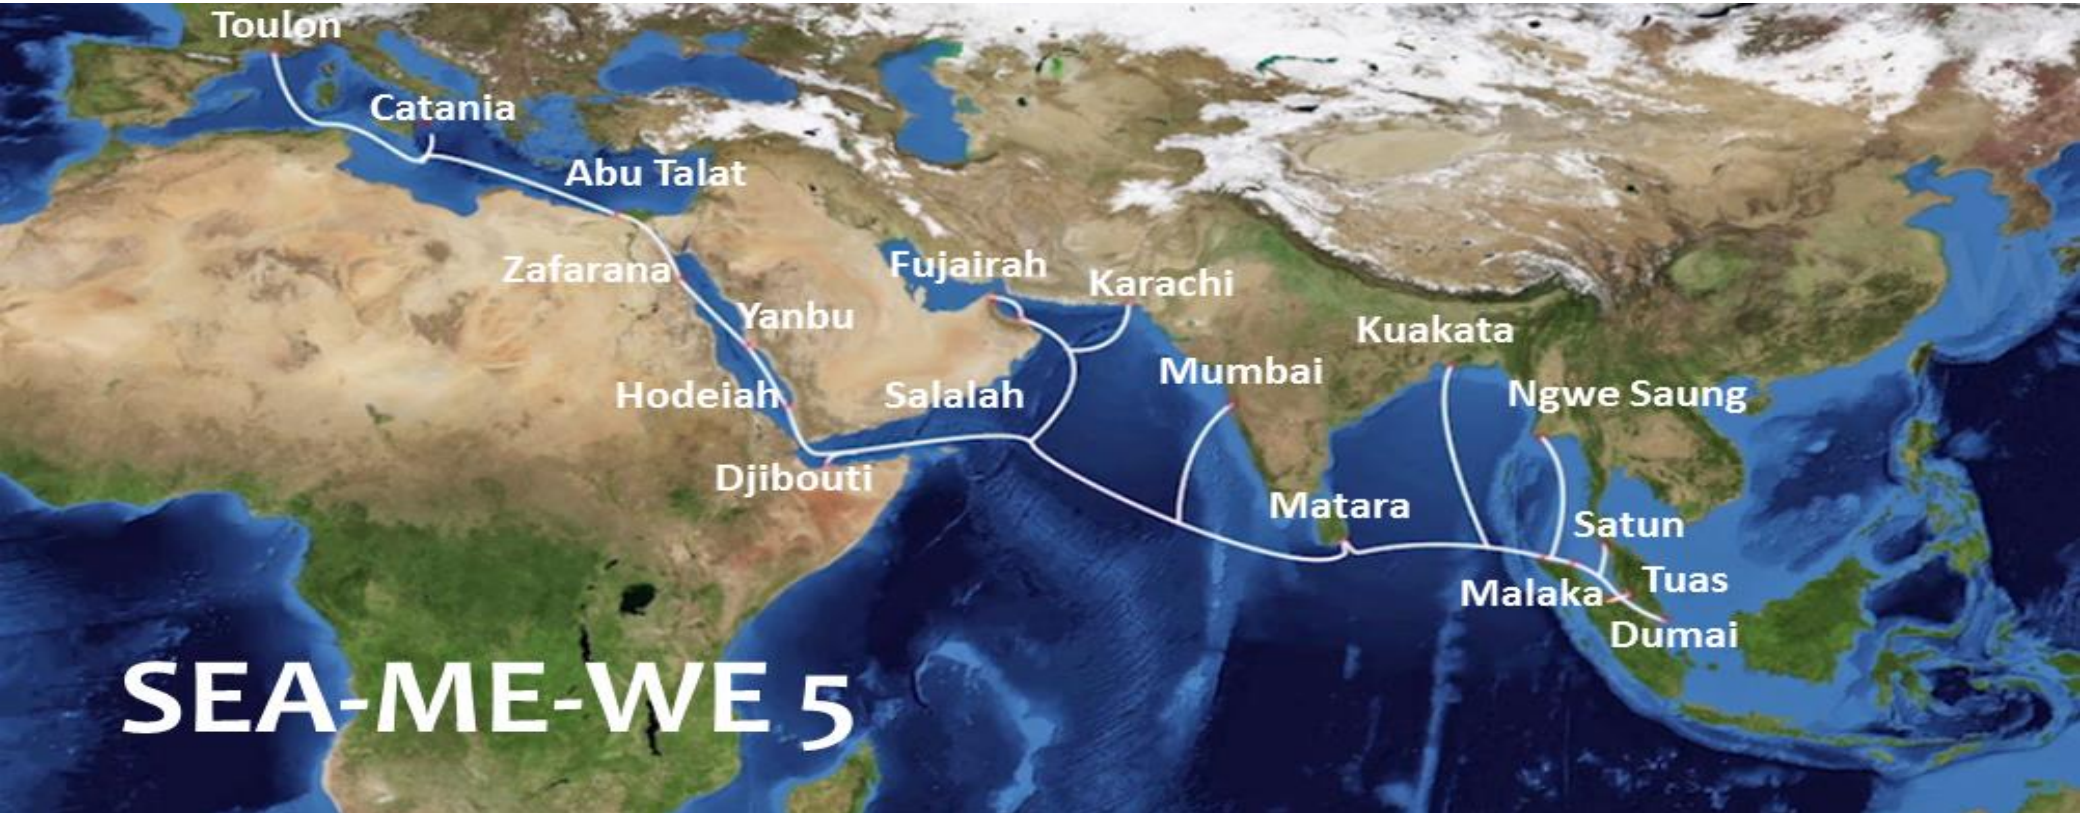 Toulon
Catania
Abu Talat
Zafarana
Fujairah
Karachi
Yanbu
Kuakata
Mumbai
Hodeiah
Salalah
Ngwe Saung
Djibouti
Matara
Satun
Malaka
Tuas
Dumai
SEA-ME-WE 5